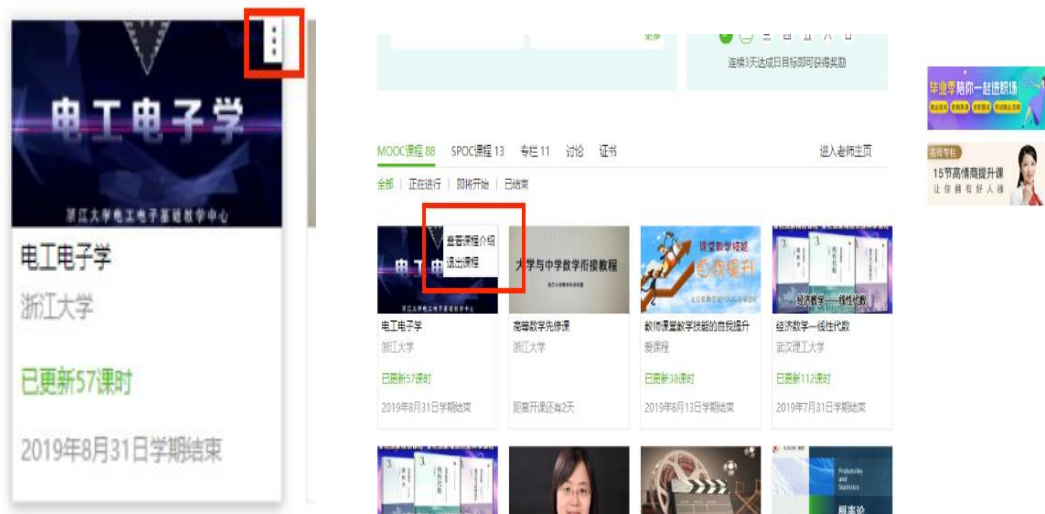 电工电子学
浙江大学电工电子基础教学中心
电工电子学
浙江大学
已更新57课时
2019年8月31日学期结束
更多
三 四 五 六 日
连续3天达成日目标即可获得奖励
MOOC课程 88 SPOC课程 13 专栏 11 讨论 证书 进入老师主页
全部 | 正在进行 | 即将开始 | 已结束
查看课程介绍
退出课程
电工电子学
浙江大学
已更新57课时
2019年8月31日学期结束
大学与中学数学衔接教程
高等数学先修课
浙江大学
距离开课还有2天
课堂教学技能
自我提升
教师课堂教学技能的自我提升
爱课程
已更新38课时
2019年8月13日学期结束
经济数学——线性代数
经济数学—线性代数
武汉理工大学
已更新112课时
2019年7月31日学期结束
Probability
and
Statistics
概率论
毕业季陪你一起进职场
名师专栏
15节高情商提升课
让你拥有好人缘